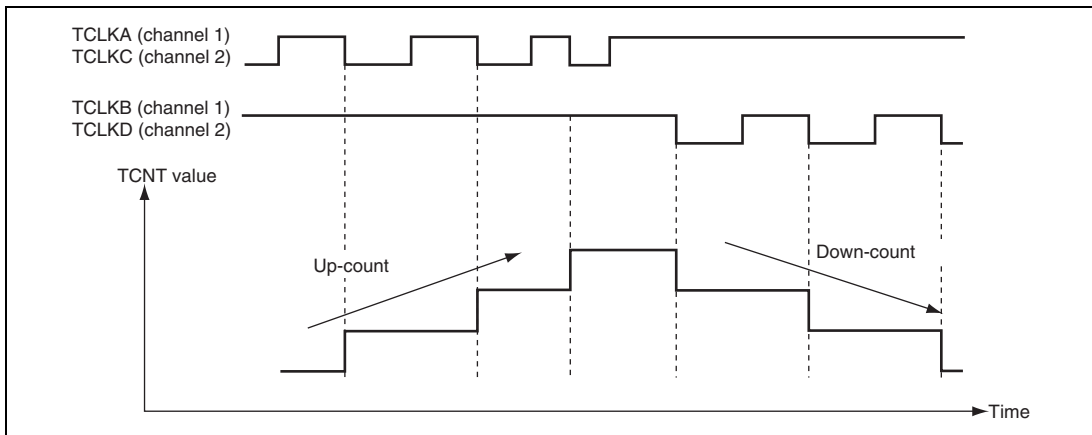 TCLKA (channel 1)
TCLKC (channel 2)
TCLKB (channel 1)
TCLKD (channel 2)
TCNT value
Up-count
Down-count
Time